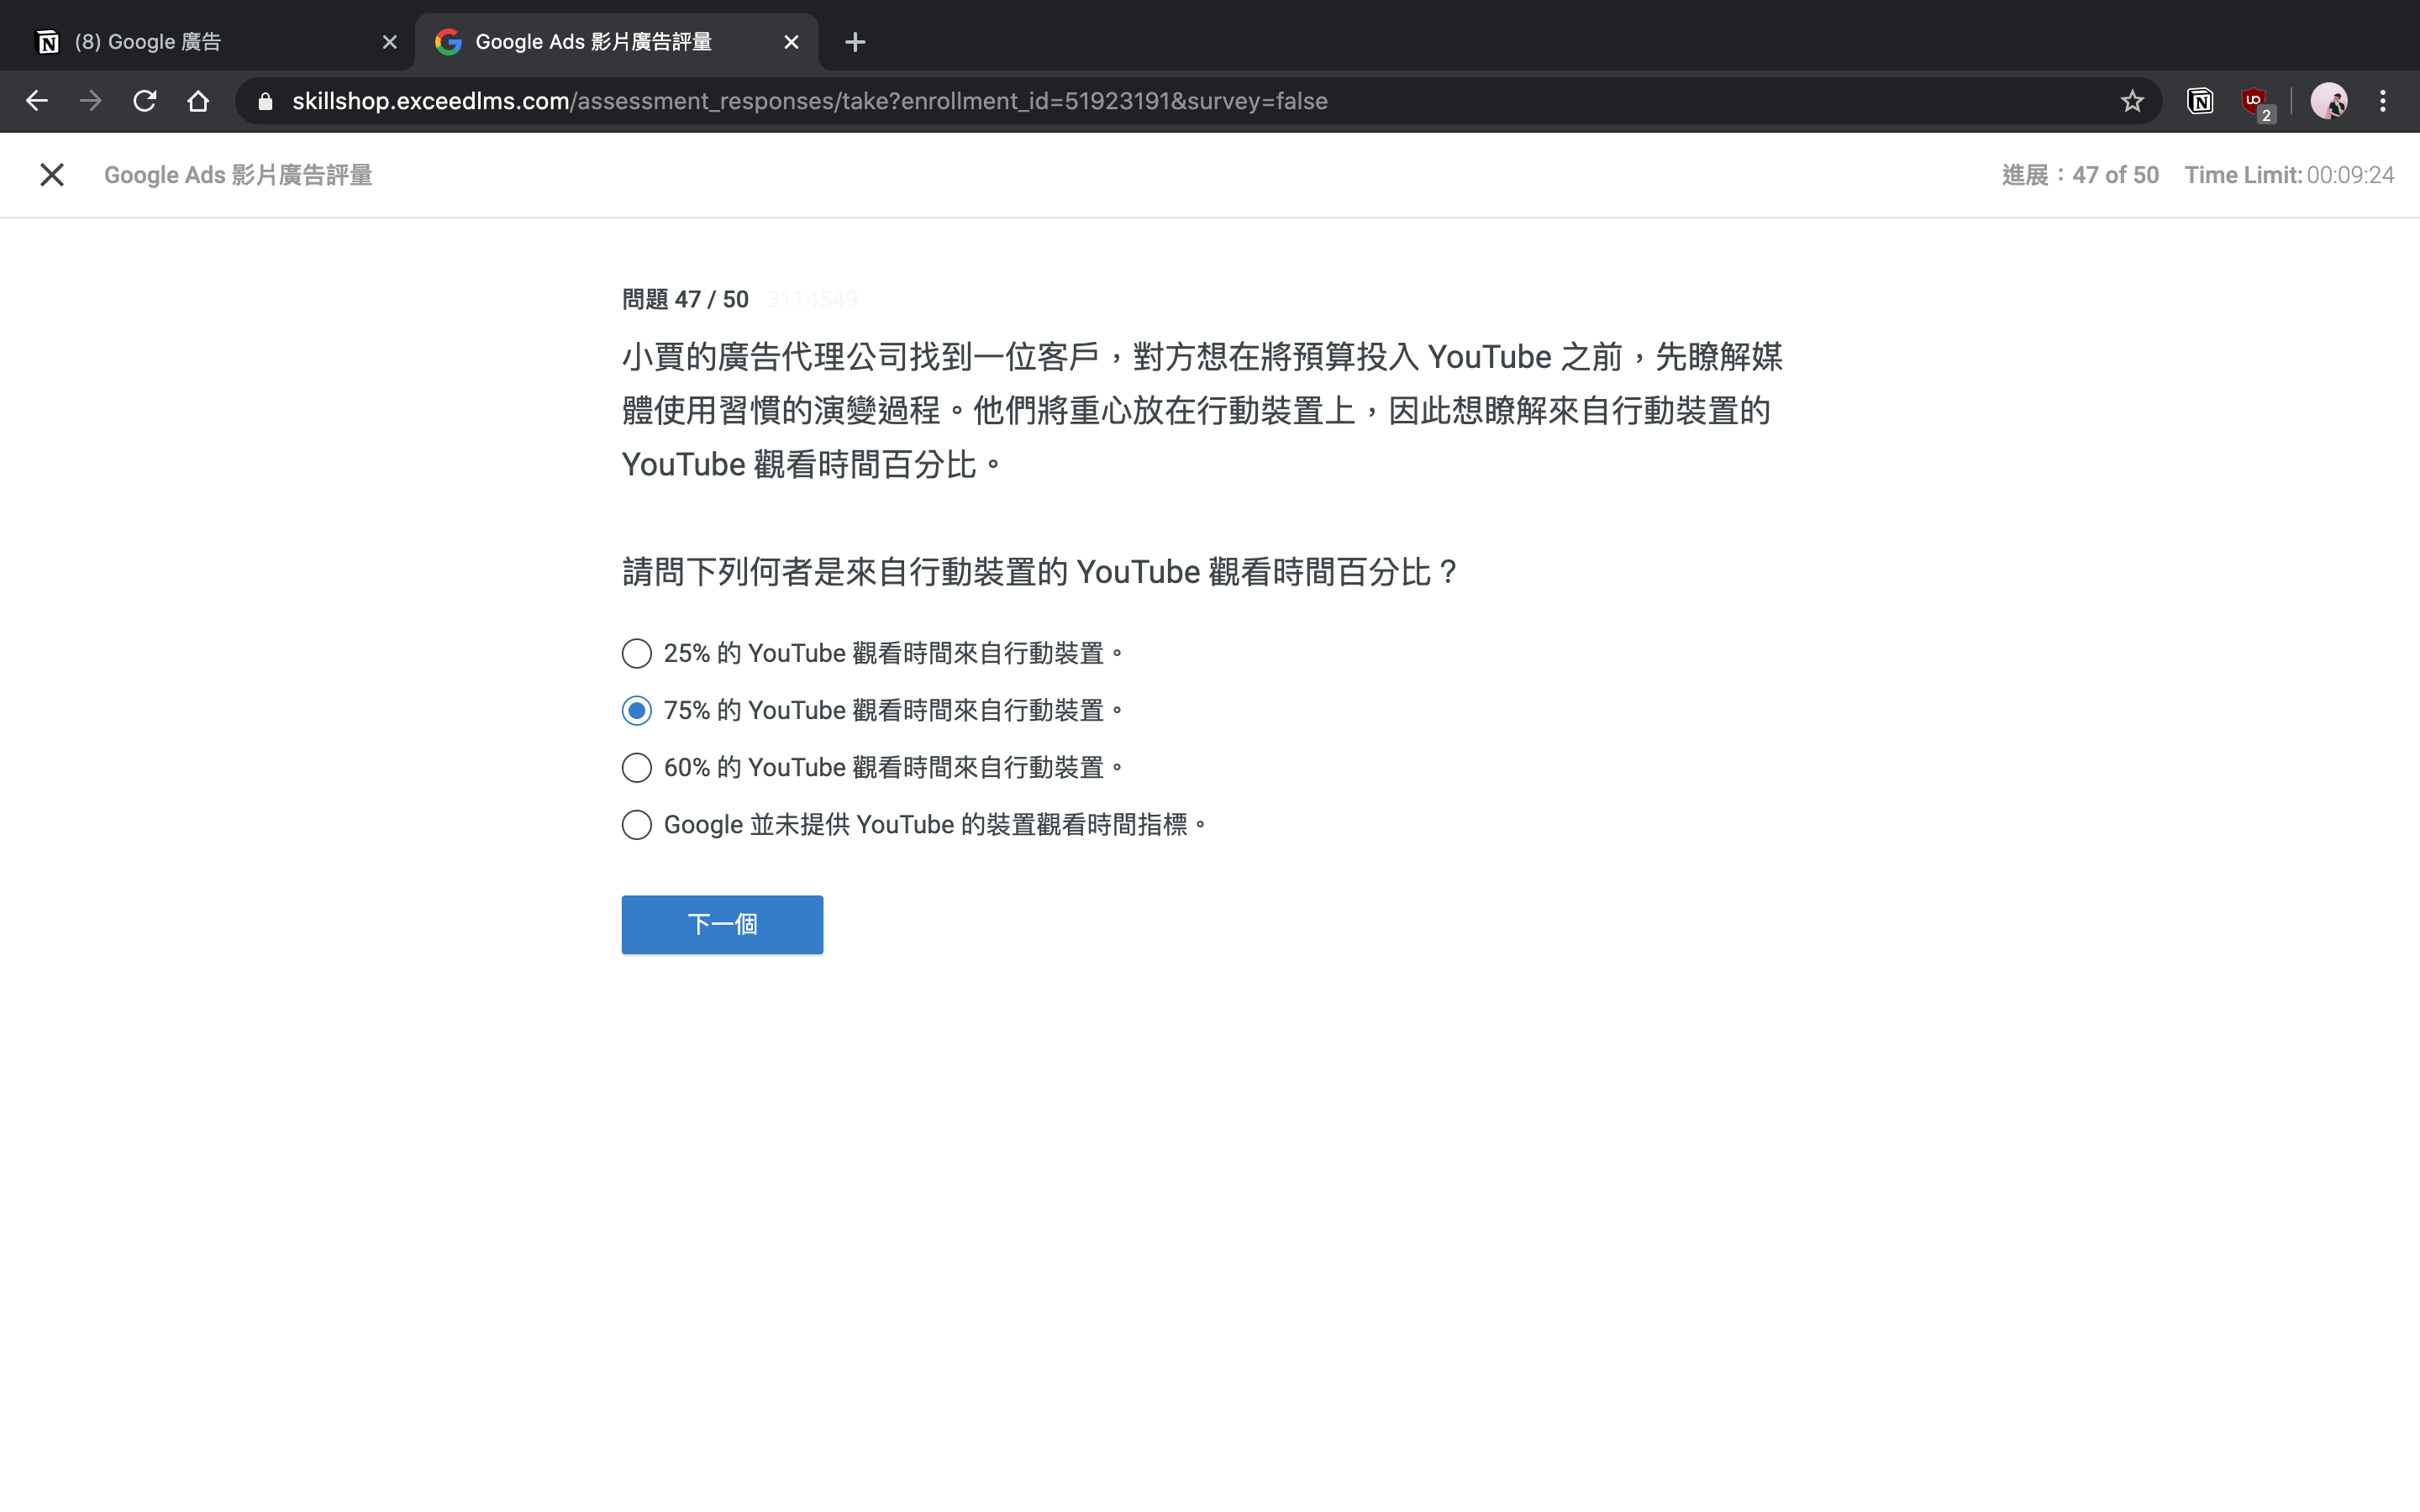 (8) Google 廣告
Google Ads 影片廣告評量
skillshop.exceedlms.com/assessment_responses/take?enrollment_id=51923191&survey=false
2
Google Ads 影片廣告評量
進展：47 of 50 Time Limit: 00:09:24
問題 47 / 50 3114549
小賈的廣告代理公司找到一位客戶，對方想在將預算投入 YouTube 之前，先瞭解媒
體使用習慣的演變過程。他們將重心放在行動裝置上，因此想瞭解來自行動裝置的
YouTube 觀看時間百分比。
請問下列何者是來自行動裝置的 YouTube 觀看時間百分比？
25% 的 YouTube 觀看時間來自行動裝置。
75% 的 YouTube 觀看時間來自行動裝置。
60% 的 YouTube 觀看時間來自行動裝置。
Google 並未提供 YouTube 的裝置觀看時間指標。
下一個